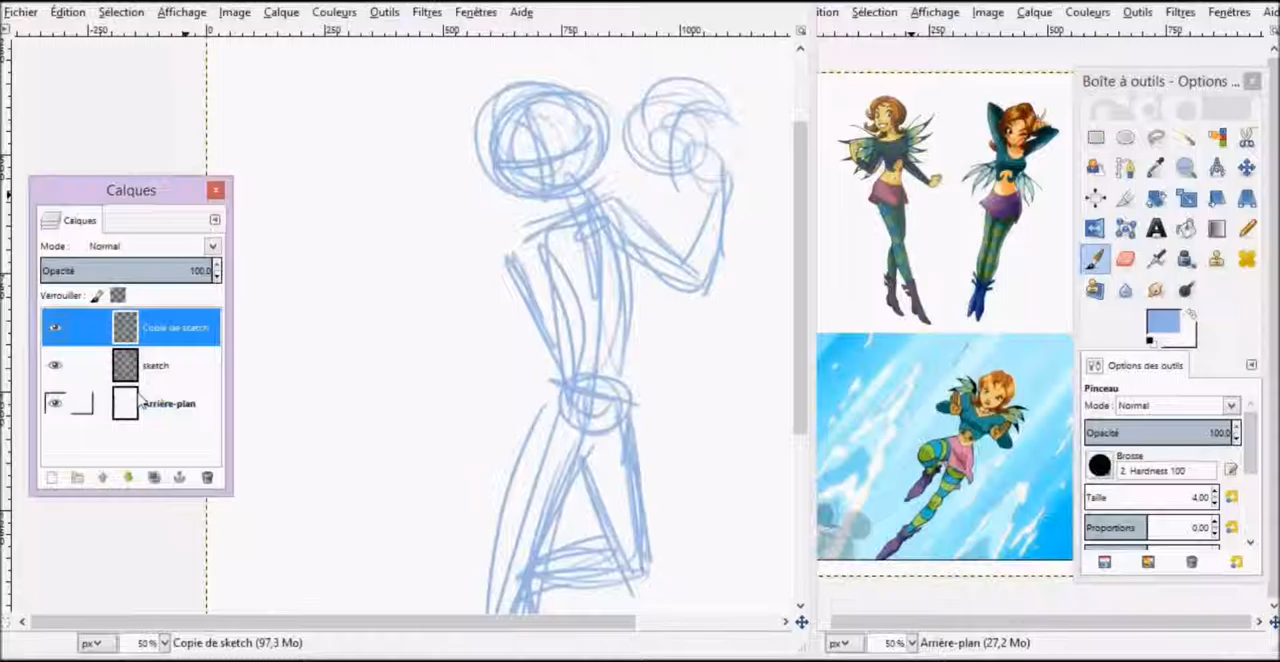 Fichier Édition Sélection Affichage Image Calque Couleurs Outils Filtres Fenêtres Aide
-250 0 250 500 750 1000
Calques
Calques
Mode : Normal
Opacité 100,0
Verrouiller :
Copie de sketch
sketch
Arrière-plan
px 50 % Copie de sketch (97,3 Mo)
ition Sélection Affichage Image Calque Couleurs Outils Filtres Fenêtres Aid
250 500 750
Boîte à outils - Options ...
Options des outils
Pinceau
Mode : Normal
Opacité 100,0
Brosse
2. Hardness 100
Taille 4,00
Proportions 0,00
px 50 % Arrière-plan (27,2 Mo)